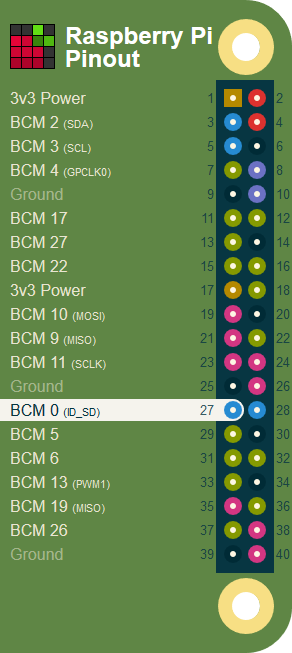 Raspberry Pi
Pinout
3v3 Power 1 2
BCM 2 (SDA) 3 4
BCM 3 (SCL) 5 6
BCM 4 (GPCLK0) 7 8
Ground 9 10
BCM 17 11 12
BCM 27 13 14
BCM 22 15 16
3v3 Power 17 18
BCM 10 (MOSI) 19 20
BCM 9 (MISO) 21 22
BCM 11 (SCLK) 23 24
Ground 25 26
BCM 0 (ID_SD) 27 28
BCM 5 29 30
BCM 6 31 32
BCM 13 (PWM1) 33 34
BCM 19 (MISO) 35 36
BCM 26 37 38
Ground 39 40